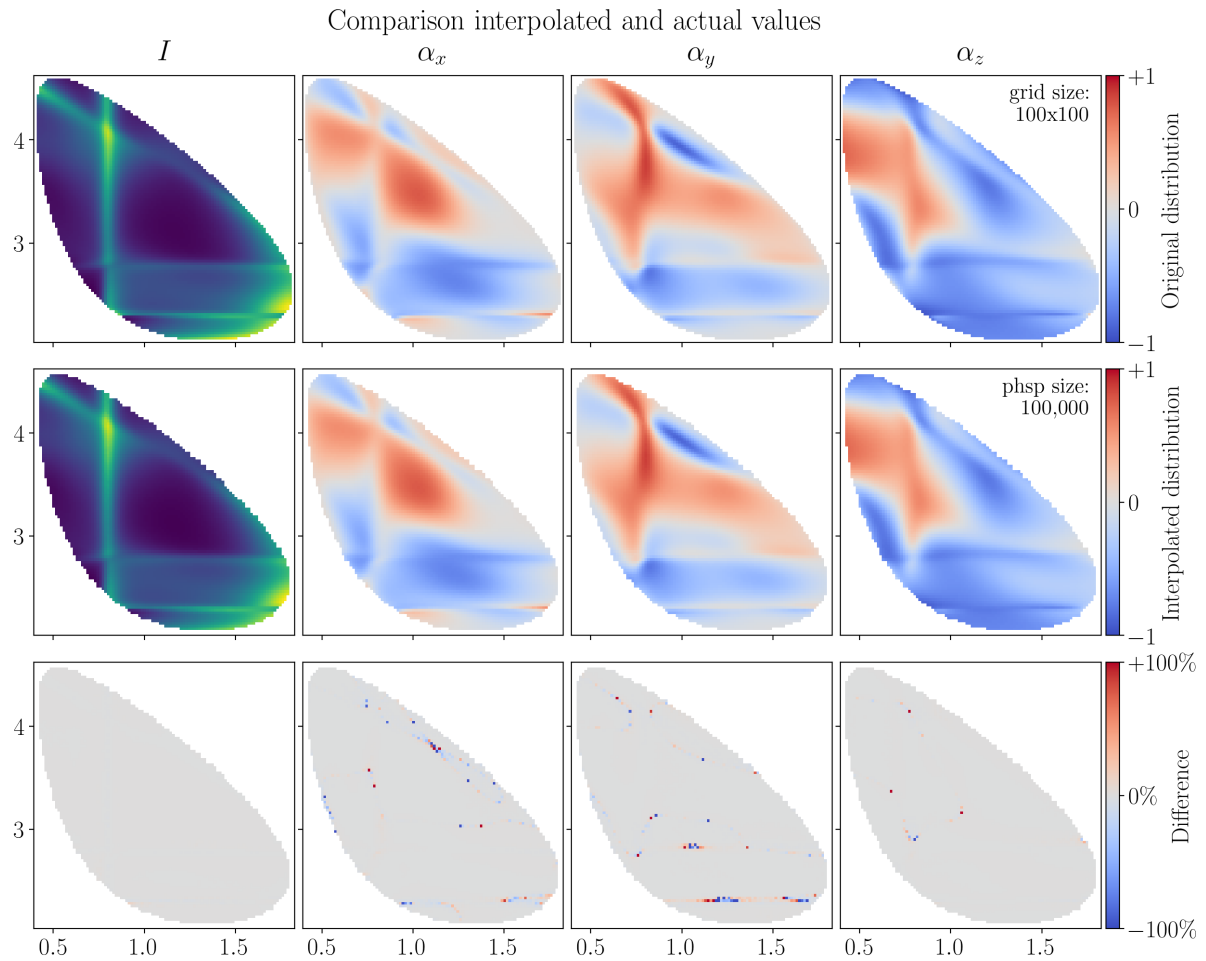 Comparison interpolated and actual values
I
αx
αy
αz
grid size:
100x100
4
3
+1
0
−1
Original distribution
phsp size:
100,000
4
3
+1
0
−1
Interpolated distribution
4
3
+100%
0%
−100%
Difference
0.5 1.0 1.5 0.5 1.0 1.5 0.5 1.0 1.5 0.5 1.0 1.5